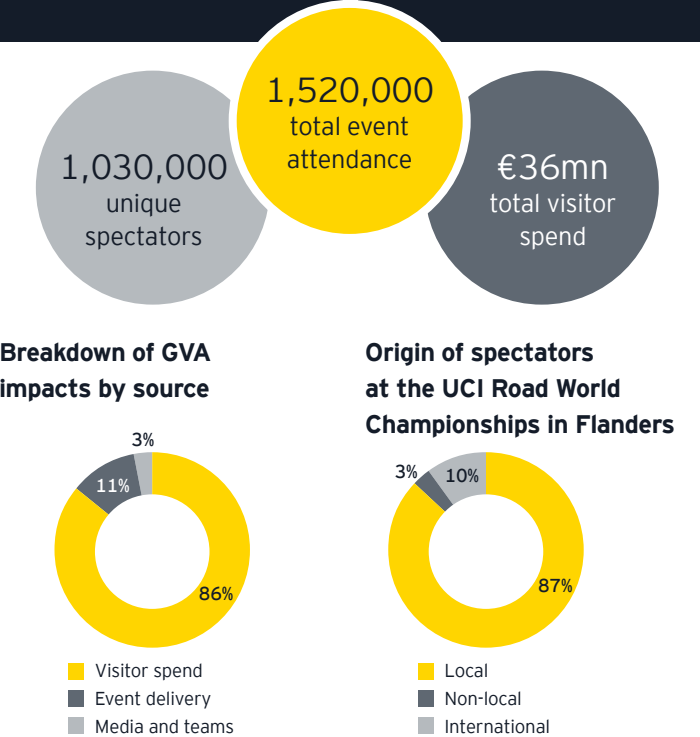 1,520,000
total event
attendance
1,030,000
unique
spectators
€36mn
total visitor
spend
Breakdown of GVA
impacts by source
3%
11%
86%
Visitor spend
Event delivery
Media and teams
Origin of spectators
at the UCI Road World
Championships in Flanders
3%
10%
87%
Local
Non-local
International